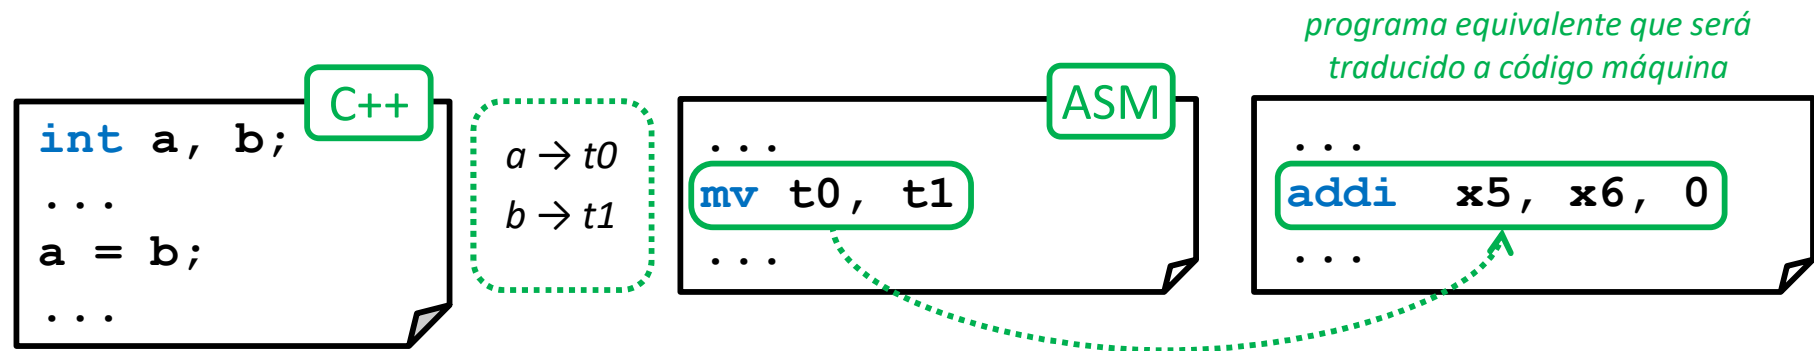 programa equivalente que será
traducido a código máquina
C++
int a, b;
...
a = b;
...
a → t0
b → t1
ASM
...
mv t0, t1
...
...
addi x5, x6, 0
...